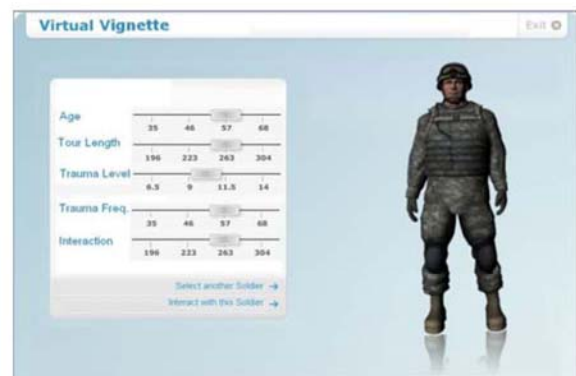 Virtual Vignette
Exit
Age
35 46 57 68
Tour Length
196 223 263 304
Trauma Level
6.5 9 11.5 14
Trauma Freq.
35 46 57 68
Interaction
196 223 263 304
Select another Soldier →
Interact with this Soldier →